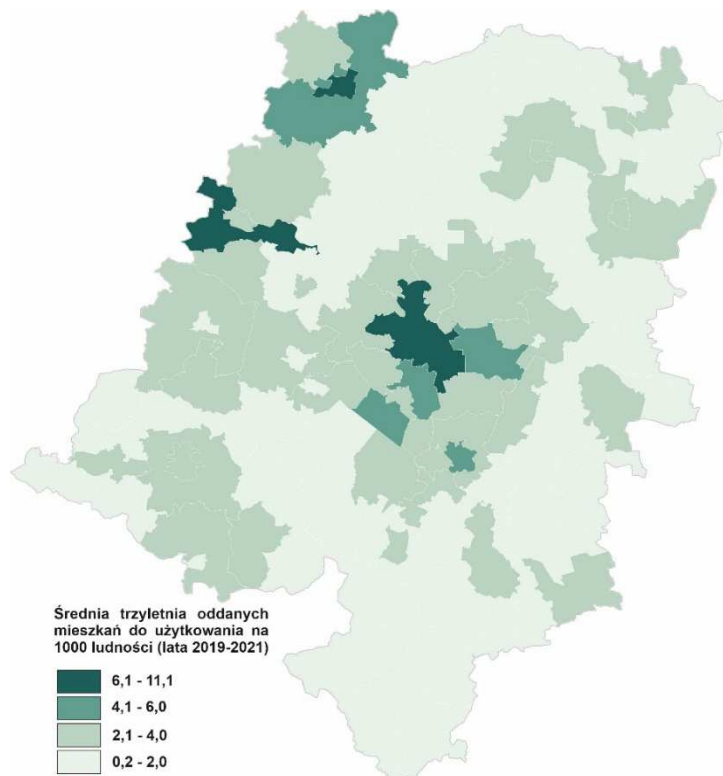 Średnia trzyletnia oddanych
mieszkań do użytkowania na
1000 ludności (lata 2019-2021)
6,1 - 11,1
4,1 - 6,0
2,1 - 4,0
0,2 - 2,0